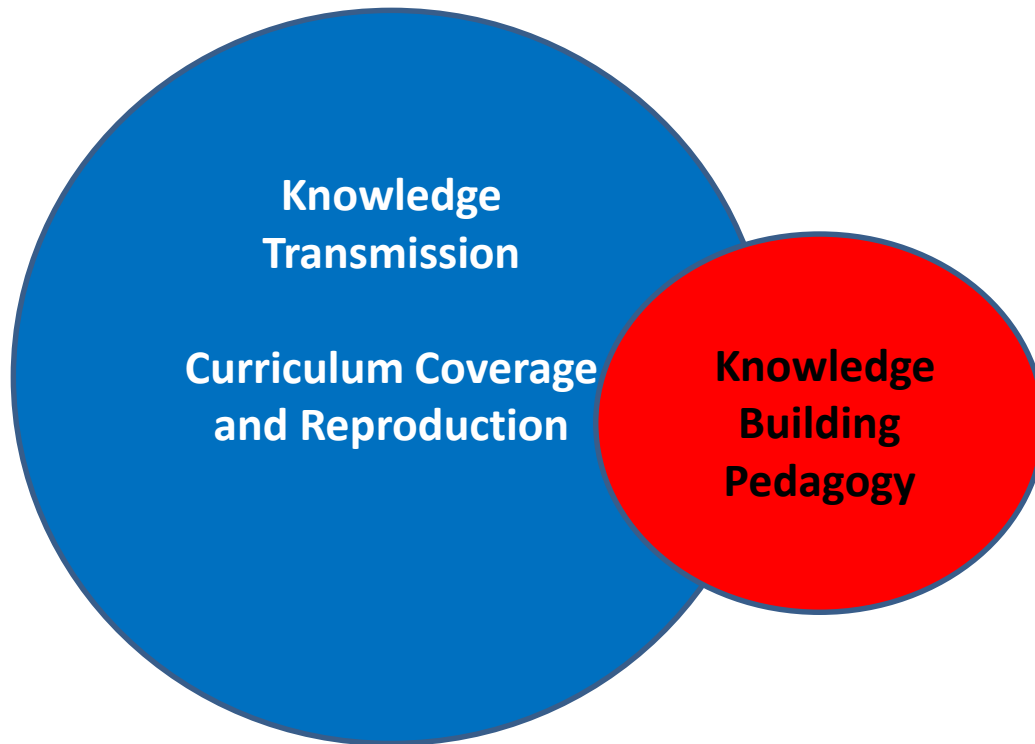 Knowledge
Transmission
Curriculum Coverage
and Reproduction
Knowledge
Building
Pedagogy